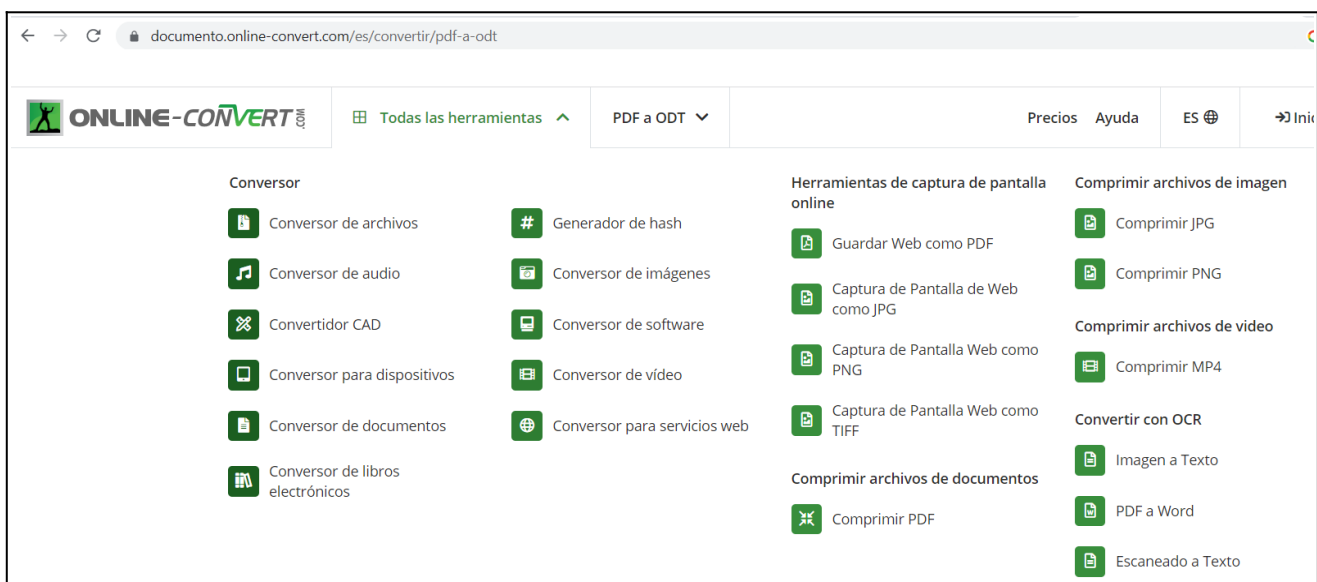 documento.online-convert.com/es/convertir/pdf-a-odt
ONLINE-CONVERT.COM
Todas las herramientas
PDF a ODT
Precios
Ayuda
ES
Conversor
Conversor de archivos
Conversor de audio
Convertidor CAD
Conversor para dispositivos
Conversor de documentos
Conversor de libros
electrónicos
Generador de hash
Conversor de imágenes
Conversor de software
Conversor de vídeo
Conversor para servicios web
Herramientas de captura de pantalla
online
Guardar Web como PDF
Captura de Pantalla de Web
como JPG
Captura de Pantalla Web como
PNG
Captura de Pantalla Web como
TIFF
Comprimir archivos de documentos
Comprimir PDF
Comprimir archivos de imagen
Comprimir JPG
Comprimir PNG
Comprimir archivos de video
Comprimir MP4
Convertir con OCR
Imagen a Texto
PDF a Word
Escaneado a Texto